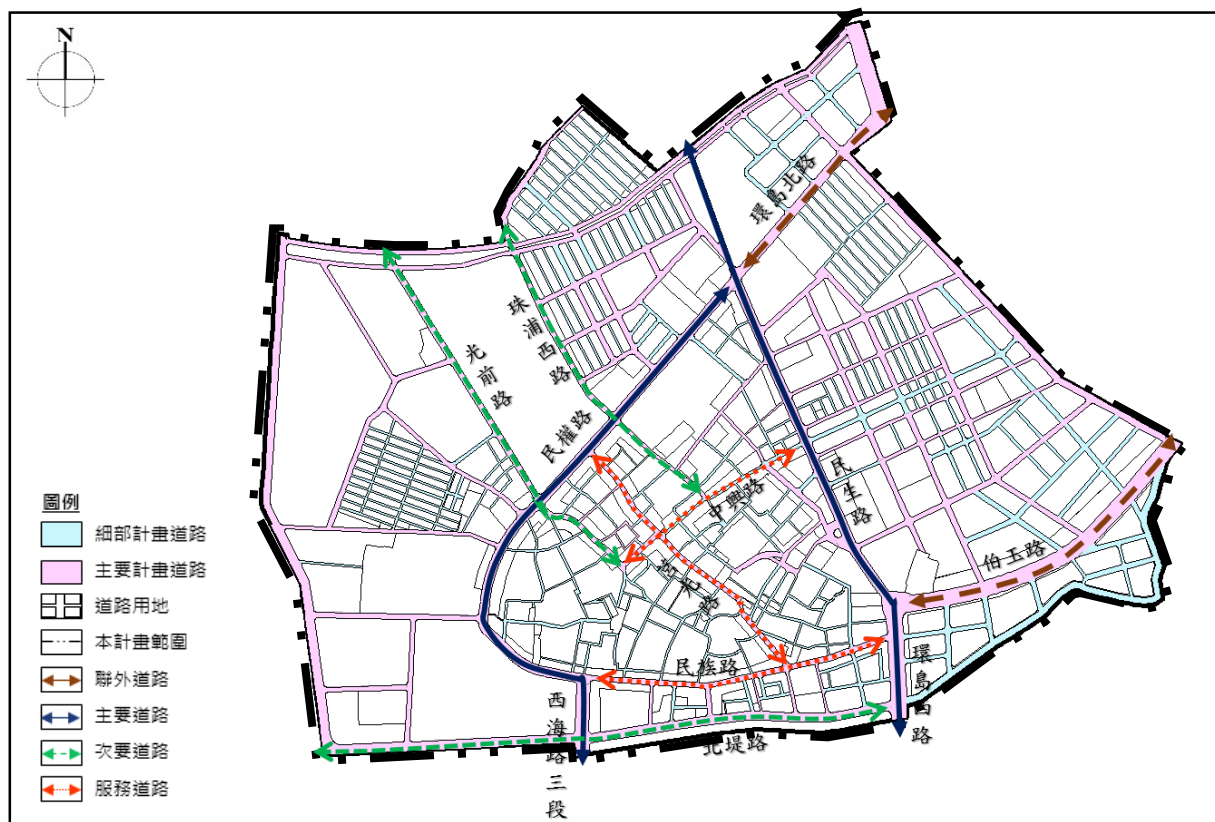 N
環島北路
珠浦西路
光前路
民權路
中興路
民生路
伯玉路
莒光路
民族路
環島西路
北堤路
西海路三段
圖例
細部計畫道路
主要計畫道路
道路用地
本計畫範圍
聯外道路
主要道路
次要道路
服務道路